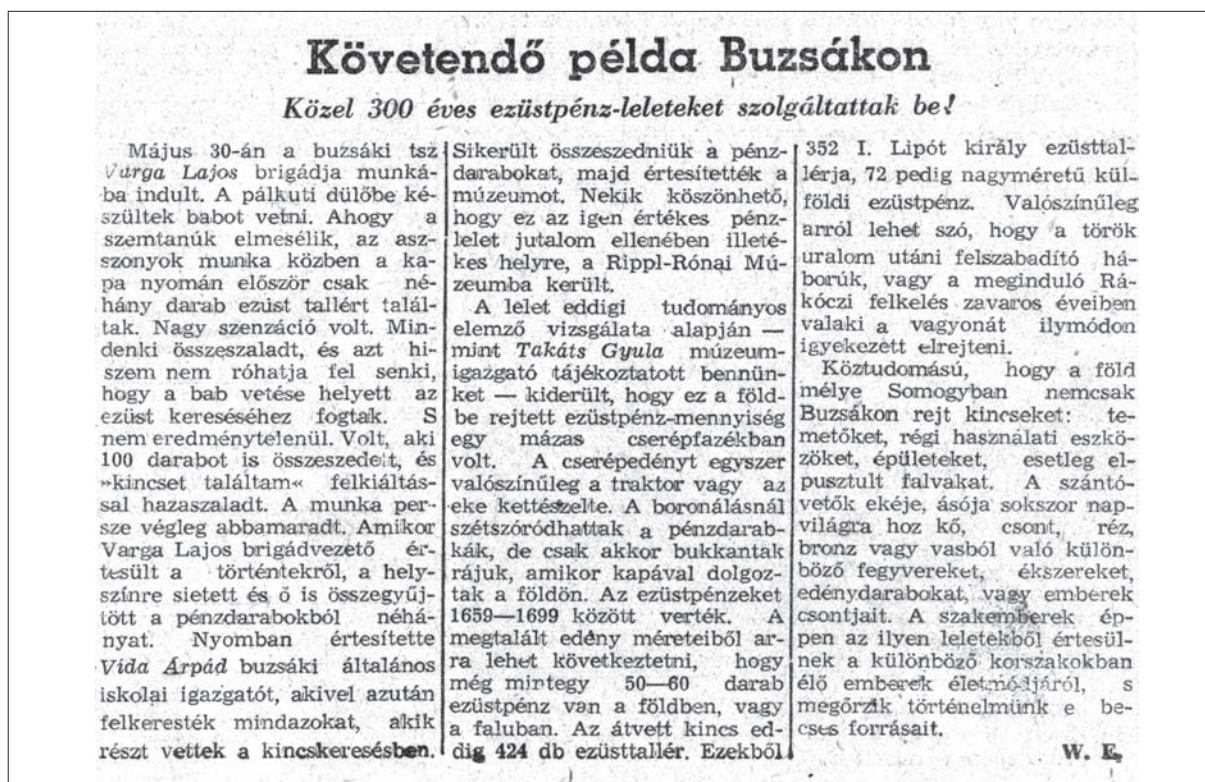 Követendő példa Buzsákon
Közel 300 éves ezüstpénz-leleteket szolgáltattak be!
Május 30-án a buzsáki tsz
Varga Lajos brigádja munká-
ba indult. A pálkuti dülőbe ké-
szültek babot vetni. Ahogy a
szemtanúk elmesélik, az asz-
szonyok munka közben a ka-
pa nyomán először csak né-
hány darab ezüst tallért talál-
tak. Nagy szenzáció volt. Min-
denki összeszaladt, és azt hi-
szem nem róhatja fel senki,
hogy a bab vetése helyett az
ezüst kereséséhez fogtak. S
nem eredménytelenül. Volt, aki
100 darabot is összeszedett, és
»kincset találtam« felkiáltás-
sal hazaszaladt. A munka per-
sze végleg abbamaradt. Amikor
Varga Lajos brigádvezető ér-
tesült a történtekről, a hely-
színre sietett és ő is összegyűj-
tött a pénzdarabokból néhá-
nyat. Nyomban értesítette
Vida Árpád buzsáki általános
iskolai igazgatót, akivel azután
felkeresték mindazokat, akik
részt vettek a kincskeresésben.
Sikerült összeszedniük a pénz-
darabokat, majd értesítették a
múzeumot. Nekik köszönhető,
hogy ez az igen értékes pénz-
lelet jutalom ellenében illeté-
kes helyre, a Rippl-Rónai Mú-
zeumba került.
A lelet eddigi tudományos
elemző vizsgálata alapján —
mint Takáts Gyula múzeum-
igazgató tájékoztatott bennün-
ket — kiderült, hogy ez a föld-
be rejtett ezüstpénz-mennyiség
egy mázas cserépfazékban
volt. A cserépedényt egyszer
valószínűleg a traktor vagy az
eke kettészelte. A boronálásnál
szétszóródhattak a pénzdarab-
kák, de csak akkor bukkantak
rájuk, amikor kapával dolgoz-
tak a földön. Az ezüstpénzeket
1659—1699 között verték. A
megtalált edény méreteiből ar-
ra lehet következtetni, hogy
még mintegy 50—60 darab
ezüstpénz van a földben, vagy
a faluban. Az átvett kincs ed-
dig 424 db ezüsttallér. Ezekből
352 I. Lipót király ezüsttal-
lérja, 72 pedig nagyméretű kül-
földi ezüstpénz. Valószínűleg
arról lehet szó, hogy a török
uralom utáni felszabadító há-
borúk, vagy a meginduló Rá-
kóczi felkelés zavaros éveiben
valaki a vagyonát ilymódon
igyekezett elrejteni.
Köztudomású, hogy a föld
mélye Somogyban nemcsak
Buzsákon rejt kincseket: te-
metőket, régi használati eszkö-
zöket, épületeket, esetleg el-
pusztult falvakat. A szántó-
vetők ekéje, ásója sokszor nap-
világra hoz kő, csont, réz,
bronz vagy vasból való külön-
böző fegyvereket, ékszereket,
edénydarabokat, vagy emberek
csontjait. A szakemberek ép-
pen az ilyen leletekből értesül-
nek a különböző korszakokban
élő emberek életmódjáról, s
megőrzik történelmünk e be-
cses forrásait.
W. E.